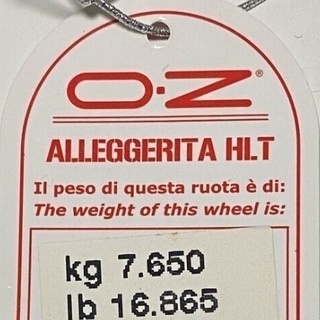 O·Z®
ALLEGGERITA HLT
Il peso di questa ruota è di:
The weight of this wheel is:
kg 7.650
lb 16.865